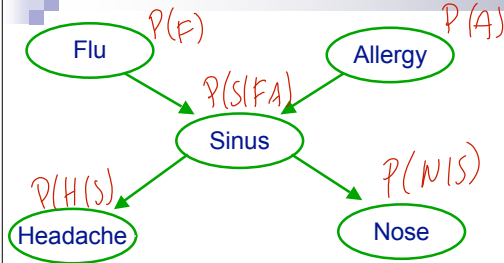 P(F)
P(A)
Flu
Allergy
P(S|FA)
Sinus
P(H|S)
P(N|S)
Headache
Nose